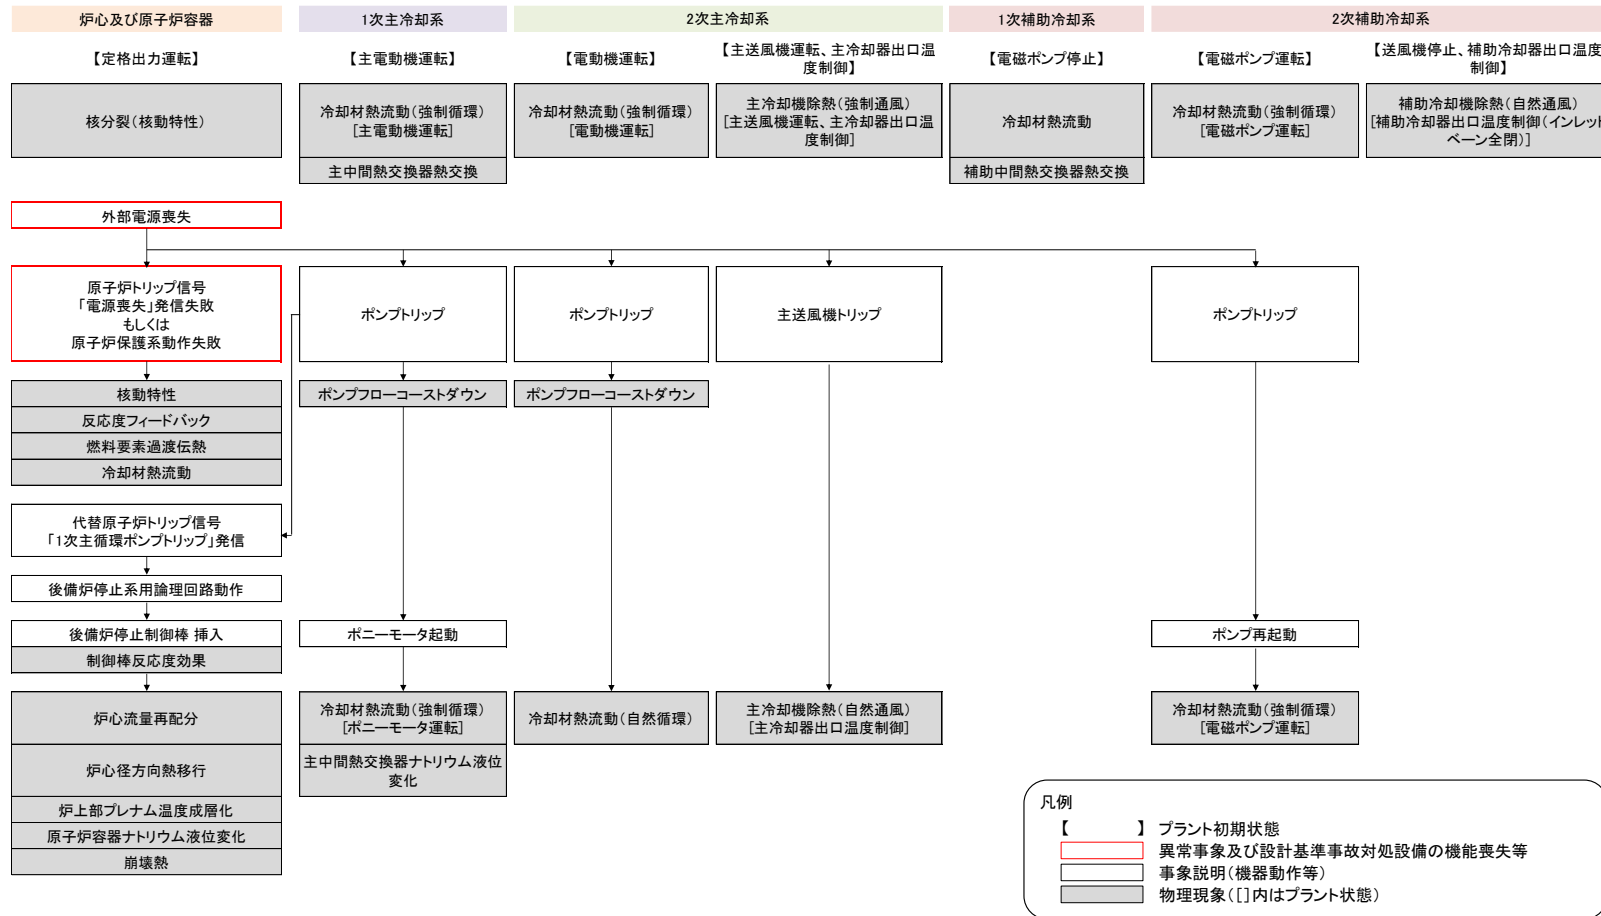 炉心及び原子炉容器
1次主冷却系
2次主冷却系
1次補助冷却系
2次補助冷却系
【定格出力運転】
【主電動機運転】
【電動機運転】
【主送風機運転、主冷却器出口温
度制御】
【電磁ポンプ停止】
【電磁ポンプ運転】
【送風機停止、補助冷却器出口温度
制御】
核分裂(核動特性)
冷却材熱流動(強制循環)
[主電動機運転]
冷却材熱流動(強制循環)
[電動機運転]
主冷却機除熱(強制通風)
[主送風機運転、主冷却器出口温
度制御]
冷却材熱流動
冷却材熱流動(強制循環)
[電磁ポンプ運転]
補助冷却機除熱(自然通風)
[補助冷却器出口温度制御(インレット
ベーン全閉)]
主中間熱交換器熱交換
補助中間熱交換器熱交換
外部電源喪失
原子炉トリップ信号
「電源喪失」発信失敗
もしくは
原子炉保護系動作失敗
ポンプトリップ
ポンプトリップ
主送風機トリップ
ポンプトリップ
核動特性
反応度フィードバック
燃料要素過渡伝熱
冷却材熱流動
ポンプフローコーストダウン
ポンプフローコーストダウン
代替原子炉トリップ信号
「1次主循環ポンプトリップ」発信
後備炉停止系用論理回路動作
後備炉停止制御棒 挿入
制御棒反応度効果
ポニーモータ起動
ポンプ再起動
炉心流量再配分
炉心径方向熱移行
炉上部プレナム温度成層化
原子炉容器ナトリウム液位変化
崩壊熱
冷却材熱流動(強制循環)
[ポニーモータ運転]
主中間熱交換器ナトリウム液位
変化
冷却材熱流動(自然循環)
主冷却機除熱(自然通風)
[主冷却器出口温度制御]
冷却材熱流動(強制循環)
[電磁ポンプ運転]
凡例
【 】 プラント初期状態
異常事象及び設計基準事故対処設備の機能喪失等
事象説明(機器動作等)
物理現象([]内はプラント状態)